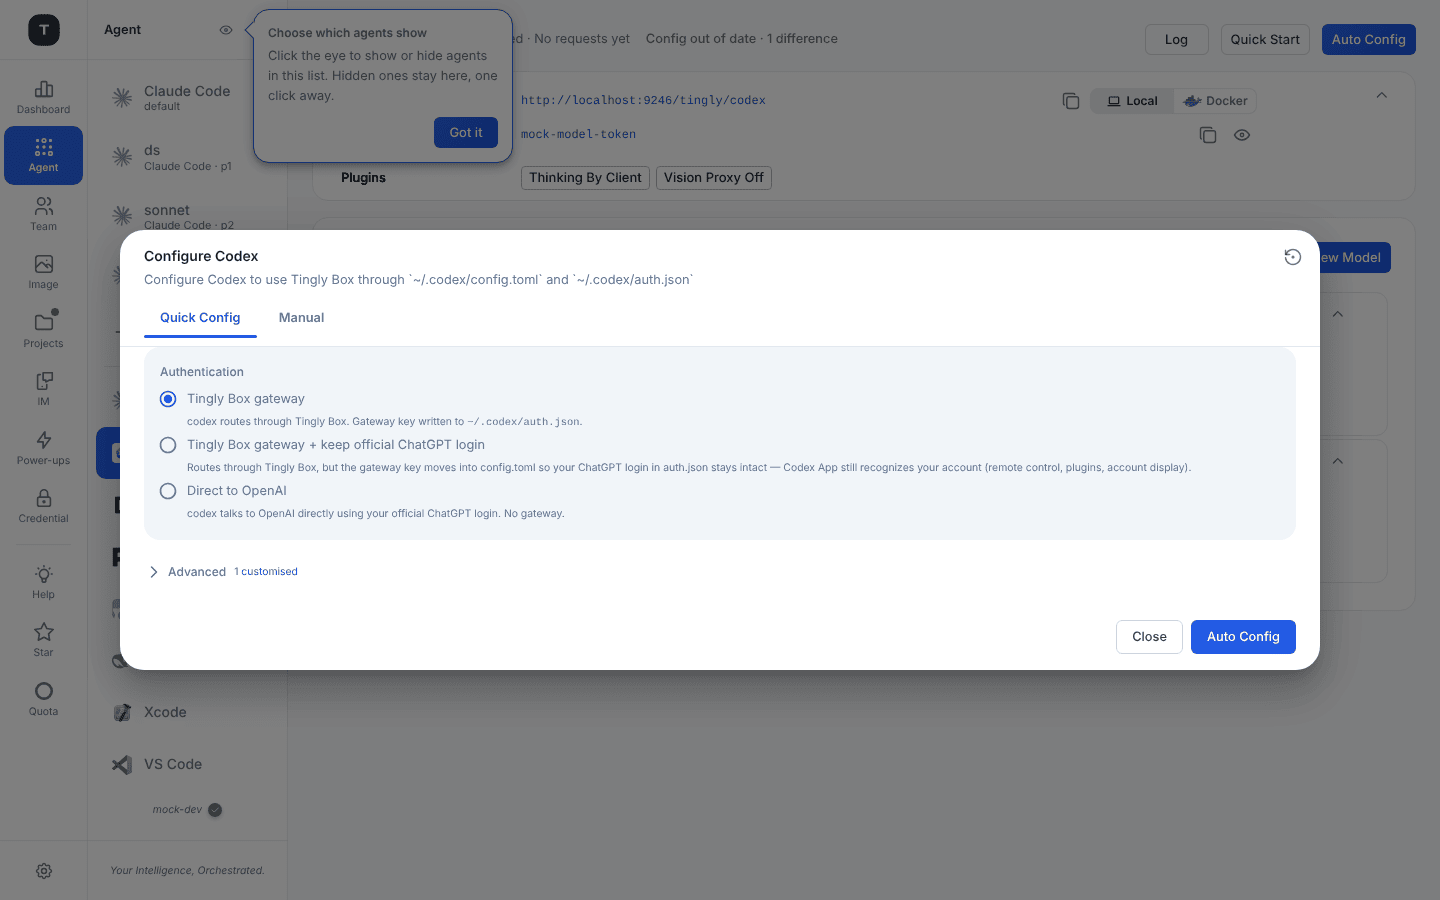 T
Agent
Choose which agents show
Click the eye to show or hide agents
in this list. Hidden ones stay here, one
click away.
Got it
No requests yet
Config out of date · 1 difference
Log
Quick Start
Auto Config
Dashboard
Agent
Team
Image
Projects
IM
Power-ups
Credential
Help
Star
Quota
Claude Code
default
ds
Claude Code · p1
sonnet
Claude Code · p2
http://localhost:9246/tingly/codex
Local
Docker
mock-model-token
Plugins
Thinking By Client
Vision Proxy Off
Model
Configure Codex
Configure Codex to use Tingly Box through `~/.codex/config.toml` and `~/.codex/auth.json`
Quick Config
Manual
Authentication
Tingly Box gateway
codex routes through Tingly Box. Gateway key written to ~/.codex/auth.json.
Tingly Box gateway + keep official ChatGPT login
Routes through Tingly Box, but the gateway key moves into config.toml so your ChatGPT login in auth.json stays intact — Codex App still recognizes your account (remote control, plugins, account display).
Direct to OpenAI
codex talks to OpenAI directly using your official ChatGPT login. No gateway.
Advanced
1 customised
Close
Auto Config
Xcode
VS Code
mock-dev
Your Intelligence, Orchestrated.